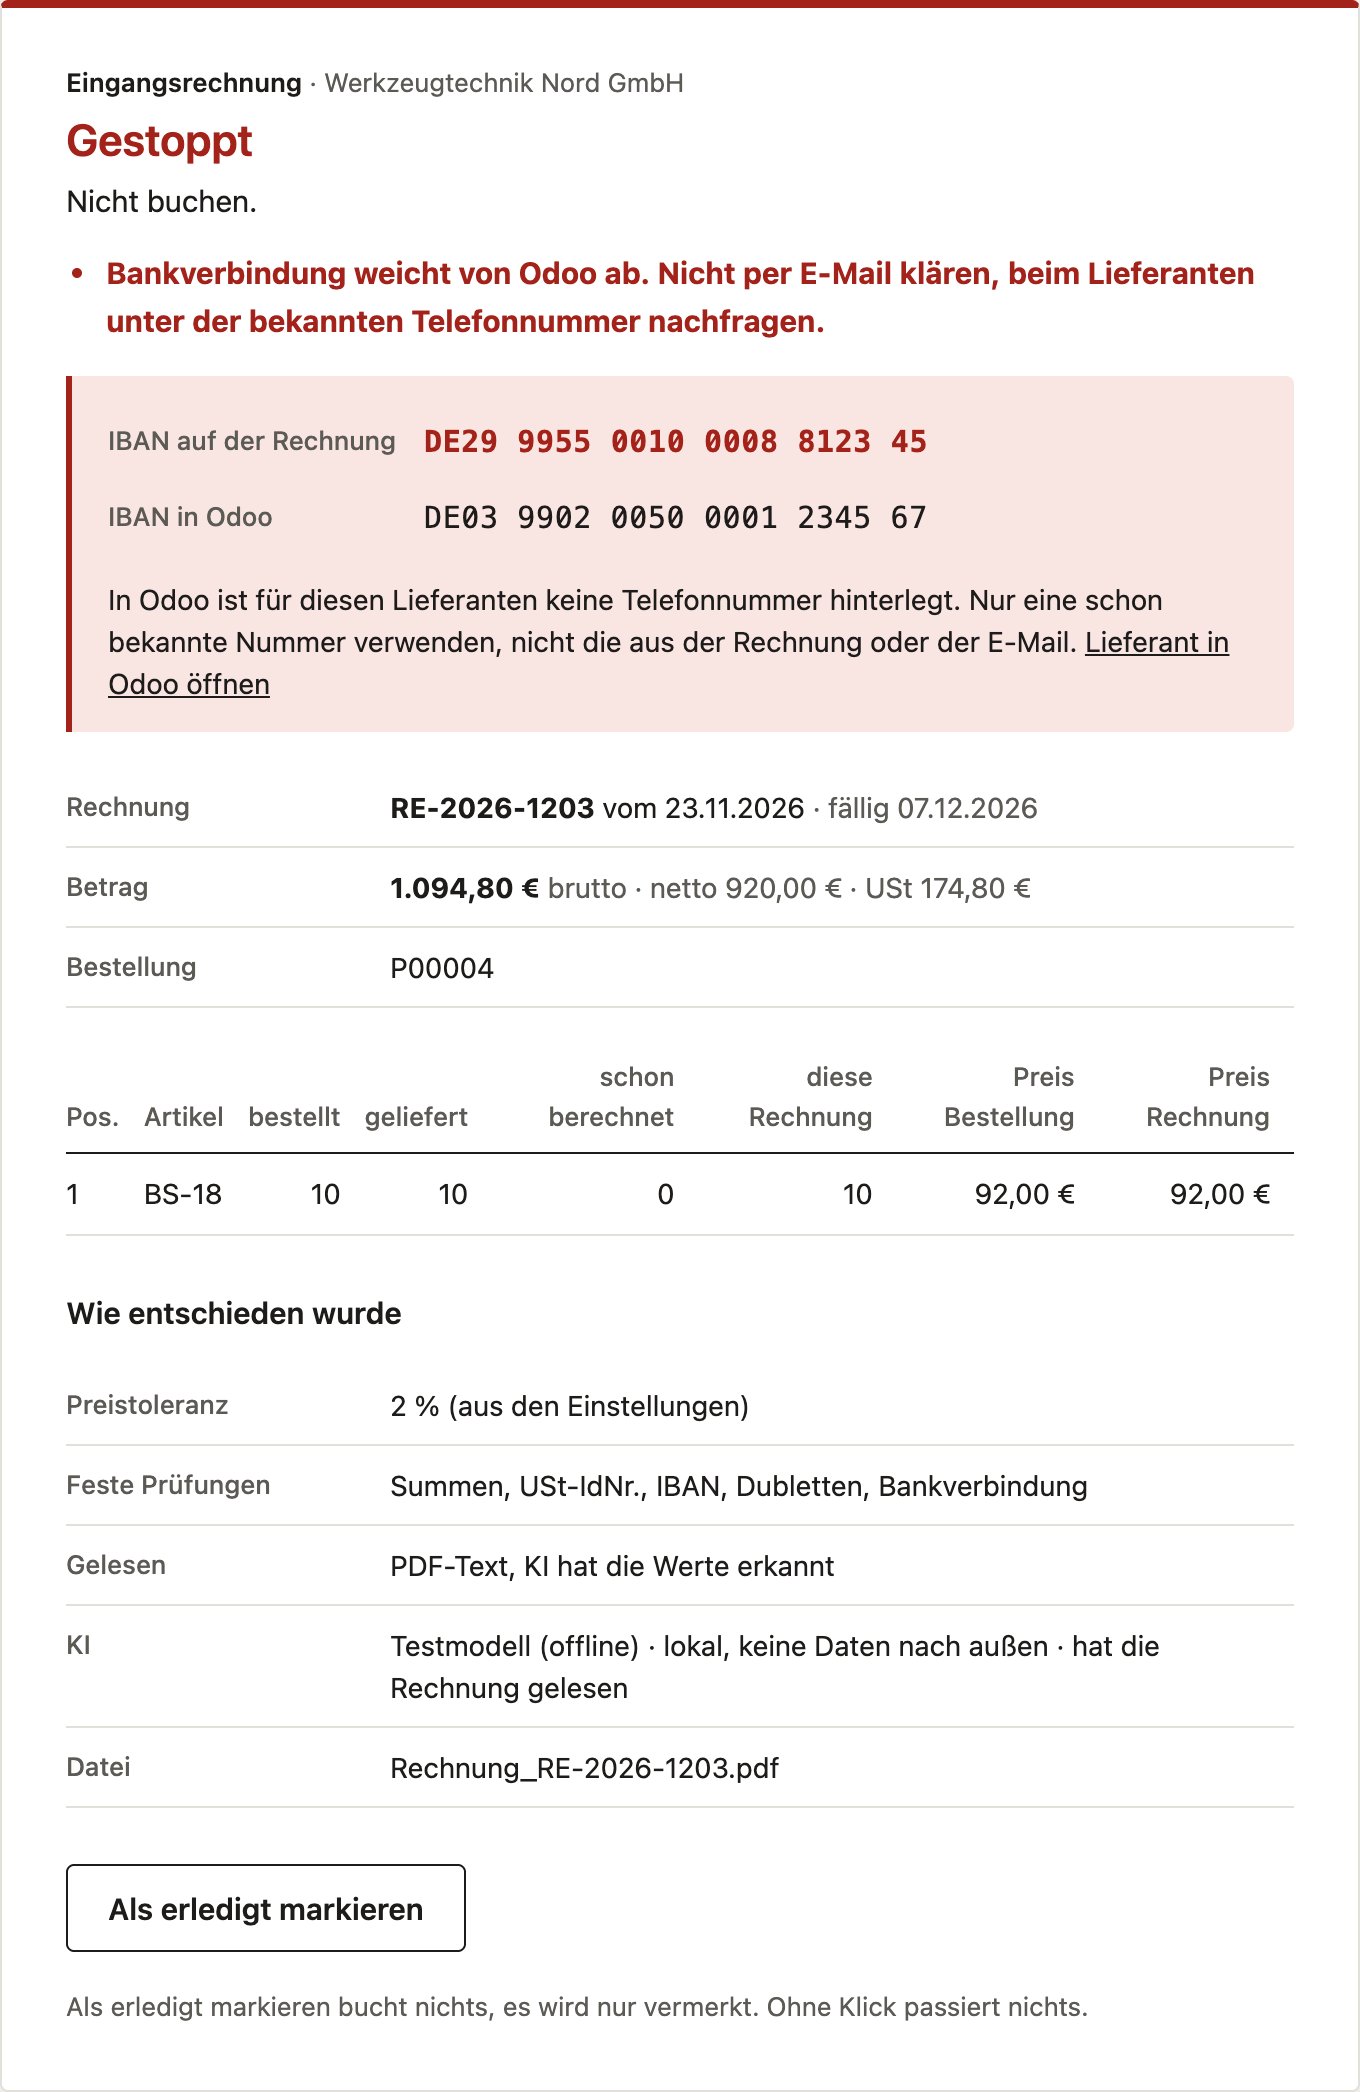 Eingangsrechnung · Werkzeugtechnik Nord GmbH
Gestoppt
Nicht buchen.
• Bankverbindung weicht von Odoo ab. Nicht per E-Mail klären, beim Lieferanten
unter der bekannten Telefonnummer nachfragen.
IBAN auf der Rechnung DE29 9955 0010 0008 8123 45
IBAN in Odoo DE03 9902 0050 0001 2345 67
In Odoo ist für diesen Lieferanten keine Telefonnummer hinterlegt. Nur eine schon
bekannte Nummer verwenden, nicht die aus der Rechnung oder der E-Mail. Lieferant in
Odoo öffnen
Rechnung RE-2026-1203 vom 23.11.2026 · fällig 07.12.2026
Betrag 1.094,80 € brutto · netto 920,00 € · USt 174,80 €
Bestellung P00004
schon diese Preis Preis
Pos. Artikel bestellt geliefert berechnet Rechnung Bestellung Rechnung
1 BS-18 10 10 0 10 92,00 € 92,00 €
Wie entschieden wurde
Preistoleranz 2 % (aus den Einstellungen)
Feste Prüfungen Summen, USt-IdNr., IBAN, Dubletten, Bankverbindung
Gelesen PDF-Text, KI hat die Werte erkannt
KI Testmodell (offline) · lokal, keine Daten nach außen · hat die
Rechnung gelesen
Datei Rechnung_RE-2026-1203.pdf
Als erledigt markieren
Als erledigt markieren bucht nichts, es wird nur vermerkt. Ohne Klick passiert nichts.